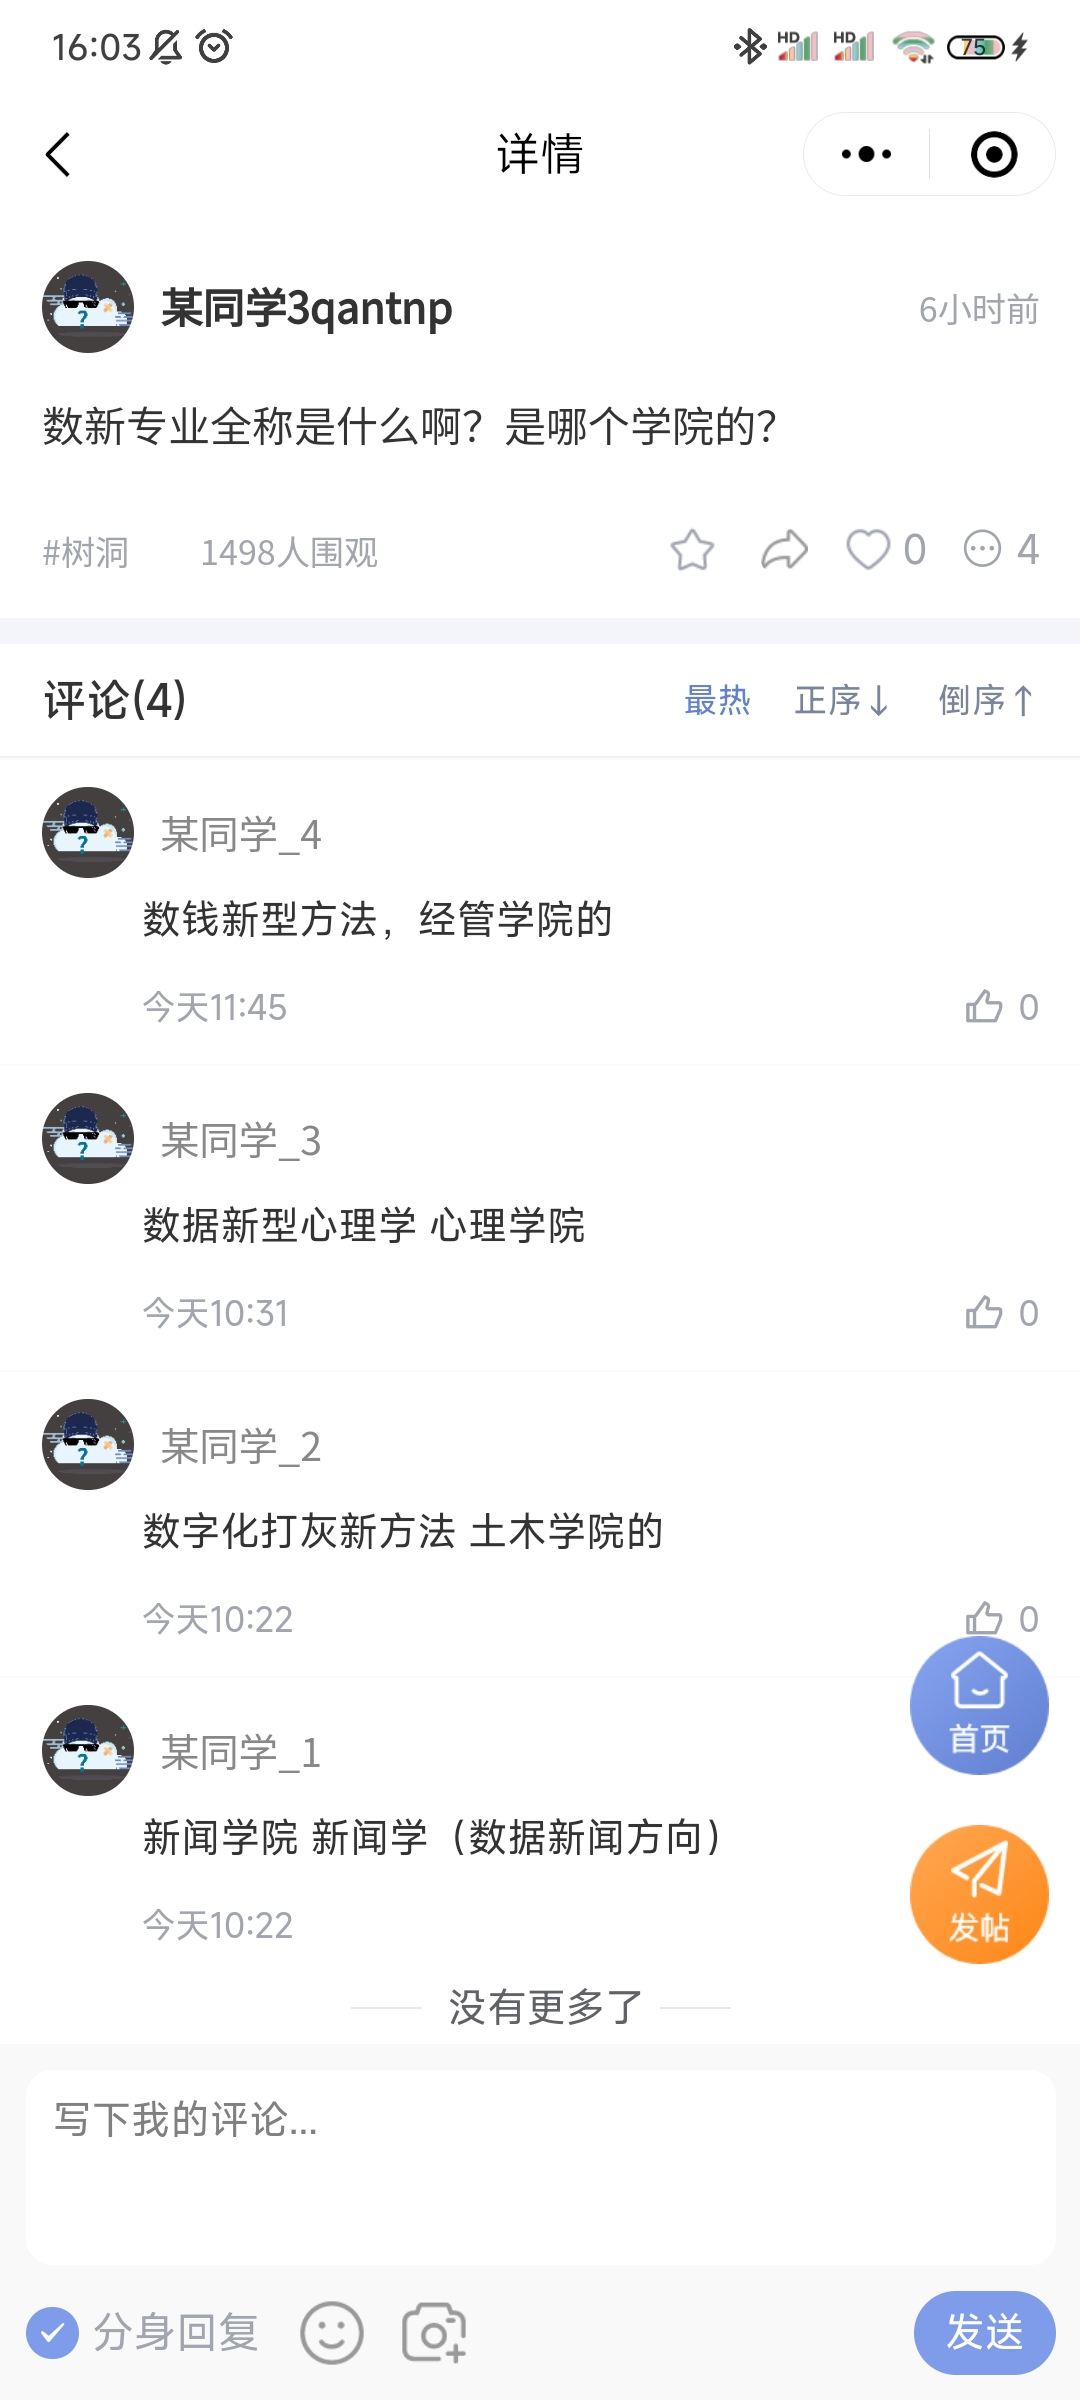 16:03 HD HD 75
详情
某同学3qantnp 6小时前
数新专业全称是什么啊？是哪个学院的？
#树洞 1498人围观 0 4
评论(4) 最热 正序↓ 倒序↑
某同学_4
数钱新型方法，经管学院的
今天11:45 0
某同学_3
数据新型心理学 心理学院
今天10:31 0
某同学_2
数字化打灰新方法 土木学院的
今天10:22 0
首页
某同学_1
新闻学院 新闻学（数据新闻方向）
发帖
今天10:22
没有更多了
写下我的评论...
分身回复 发送